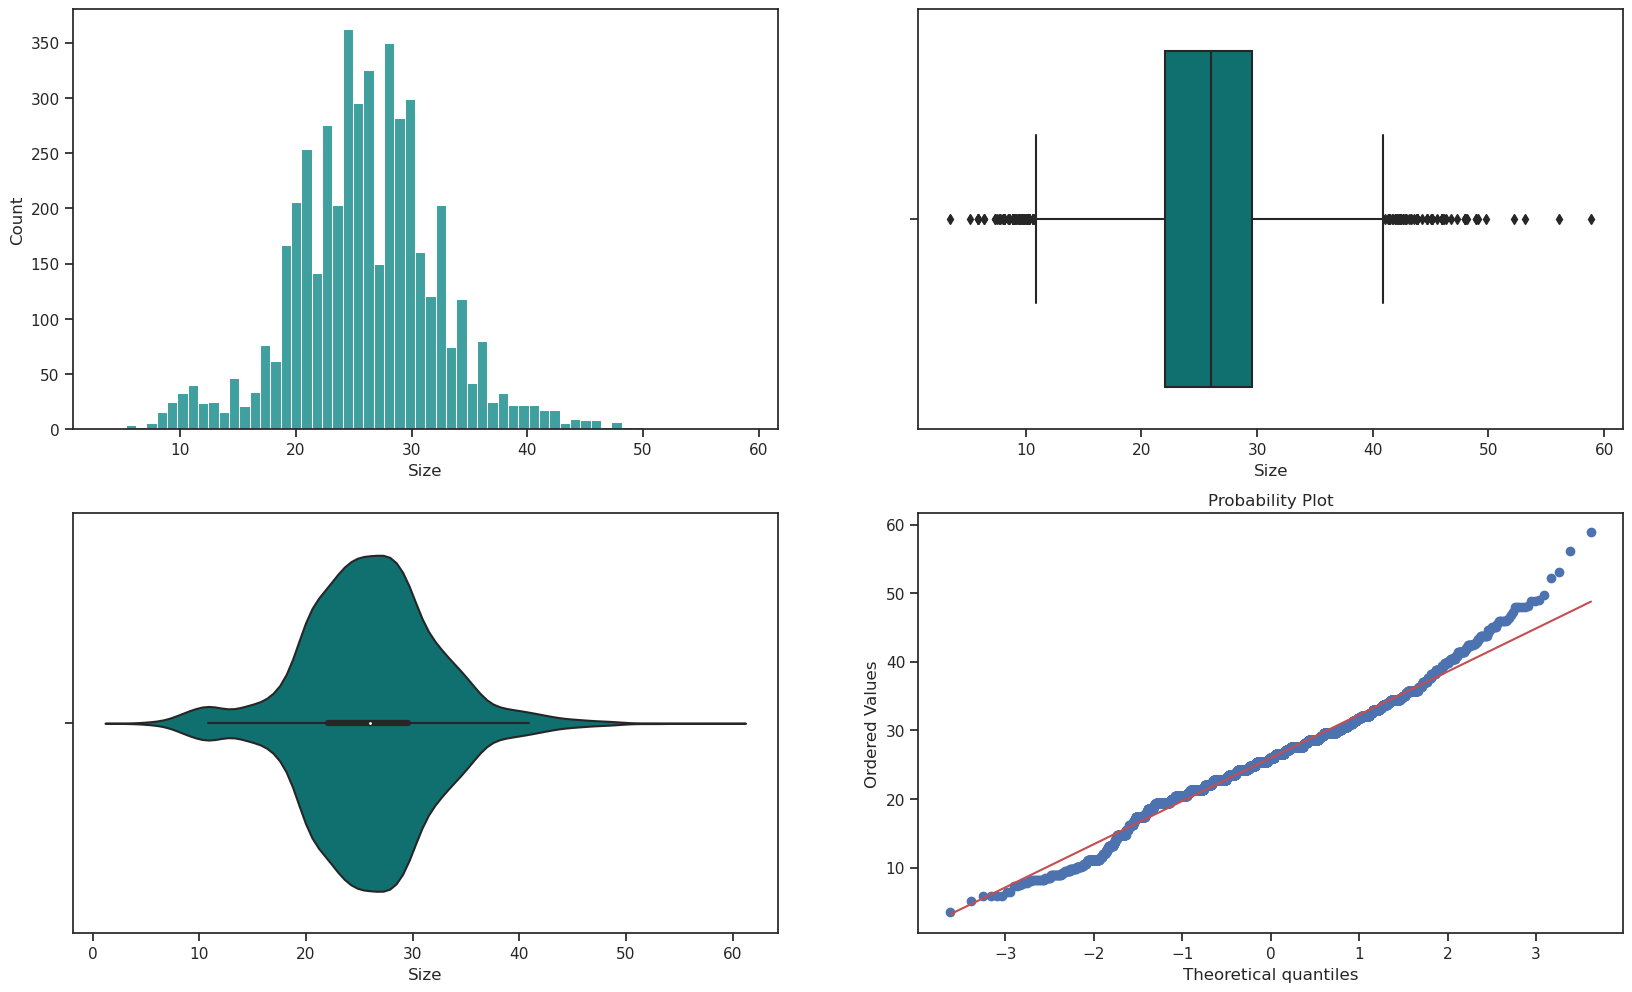 350
300
250
200
150
100
50
0
Count
10 20 30 40 50 60
Size
10 20 30 40 50 60
Size
0 10 20 30 40 50 60
Size
Probability Plot
60
50
40
30
20
10
Ordered Values
−3 −2 −1 0 1 2 3
Theoretical quantiles